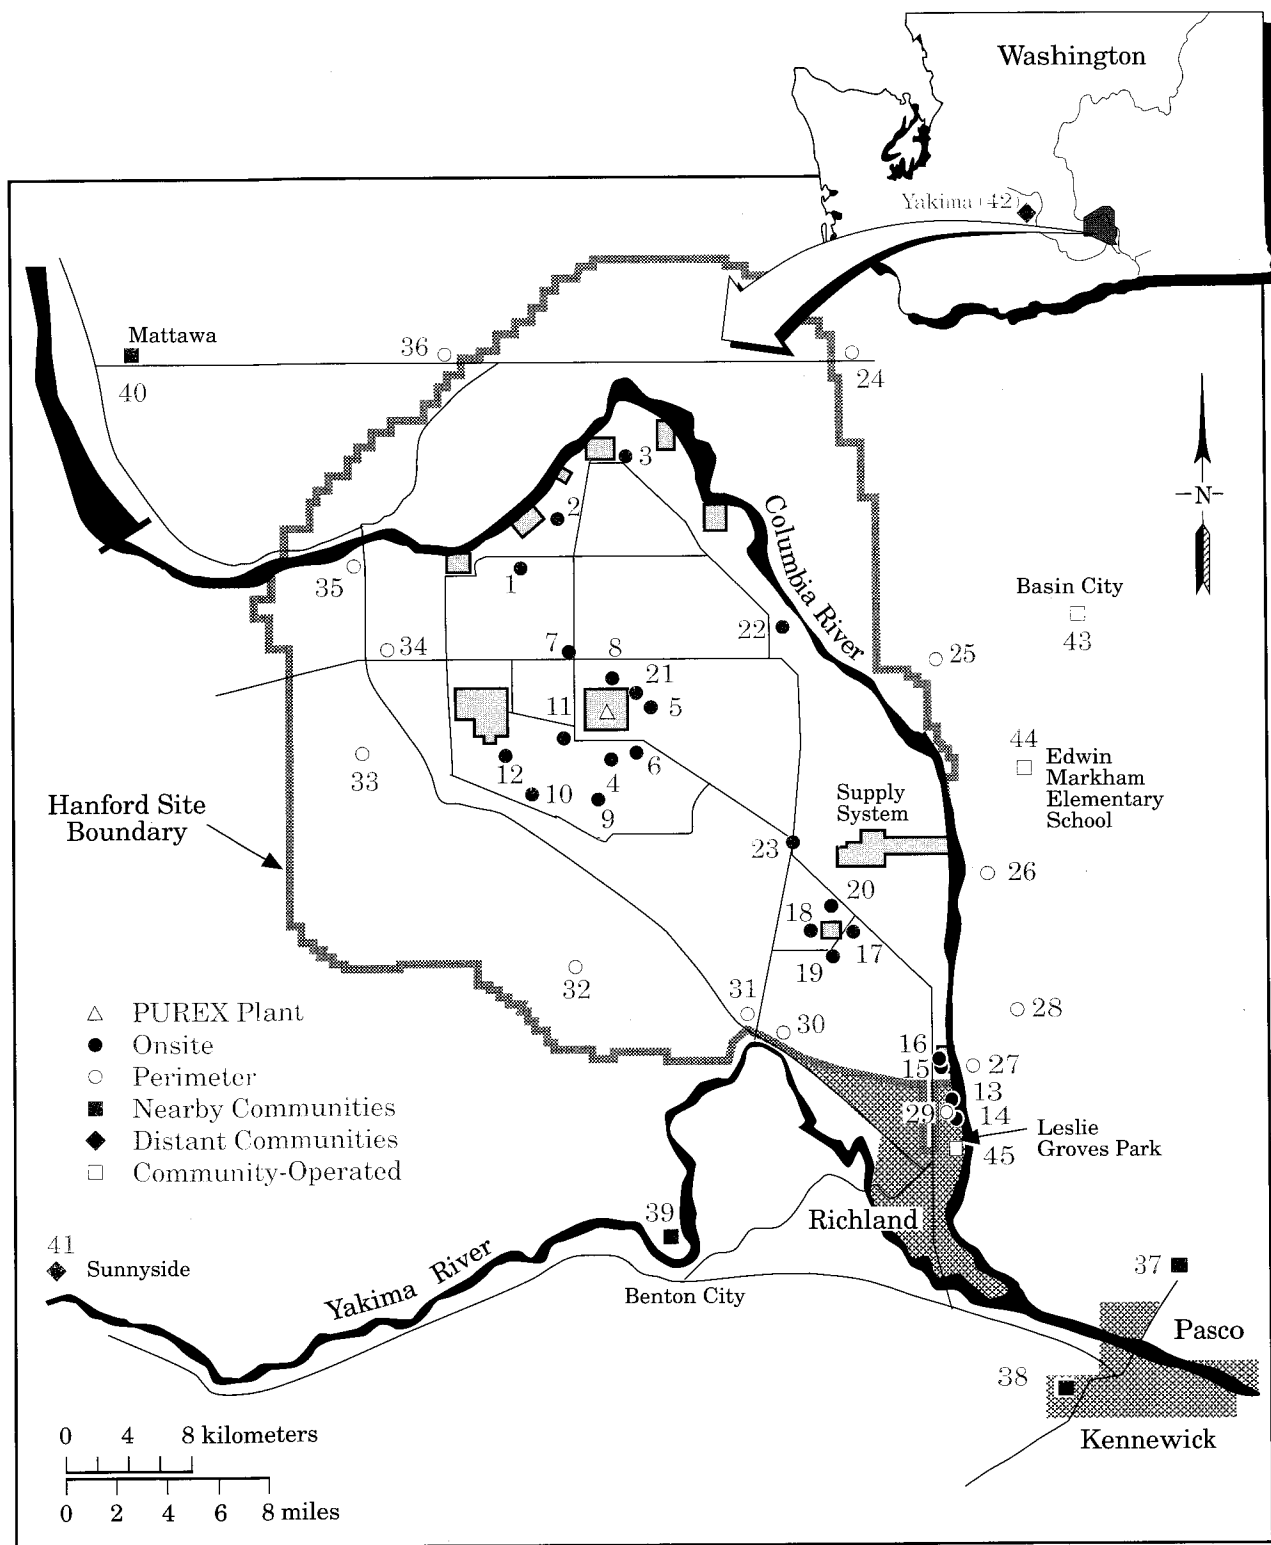 Washington
Yakima (42)
Mattawa
40
36
24
3
2
Columbia River
N
35
1
Basin City
43
34
7
8
22
25
21
11
5
44
Edwin
Markham
Elementary
School
33
12
10
4
6
9
Supply
System
Hanford Site
Boundary
23
26
20
18
17
19
32
31
30
28
PUREX Plant
Onsite
Perimeter
Nearby Communities
Distant Communities
Community-Operated
16
15
27
13
29
14
Leslie
Groves Park
45
39
Richland
41
Sunnyside
Yakima River
Benton City
37
Pasco
38
Kennewick
0 4 8 kilometers
0 2 4 6 8 miles